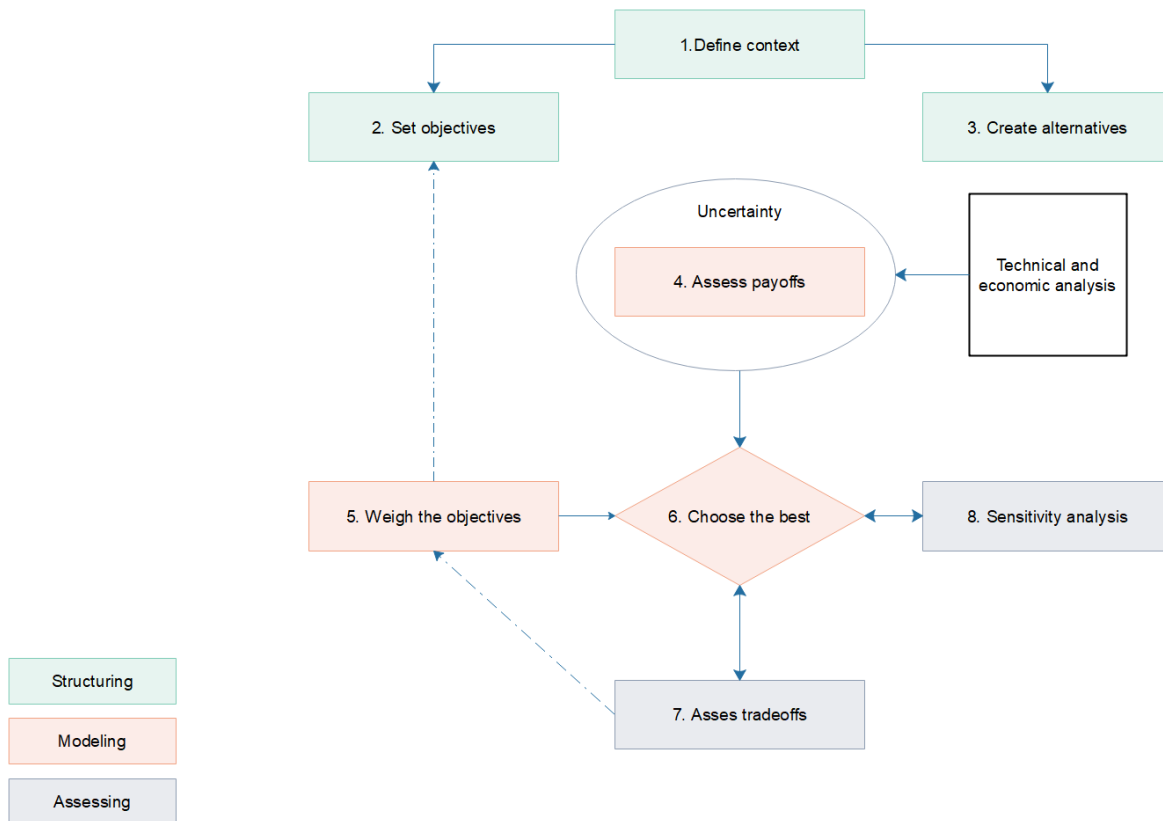 1.Define context
2. Set objectives
3. Create alternatives
Uncertainty
4. Assess payoffs
Technical and
economic analysis
5. Weigh the objectives
6. Choose the best
8. Sensitivity analysis
7. Asses tradeoffs
Structuring
Modeling
Assessing